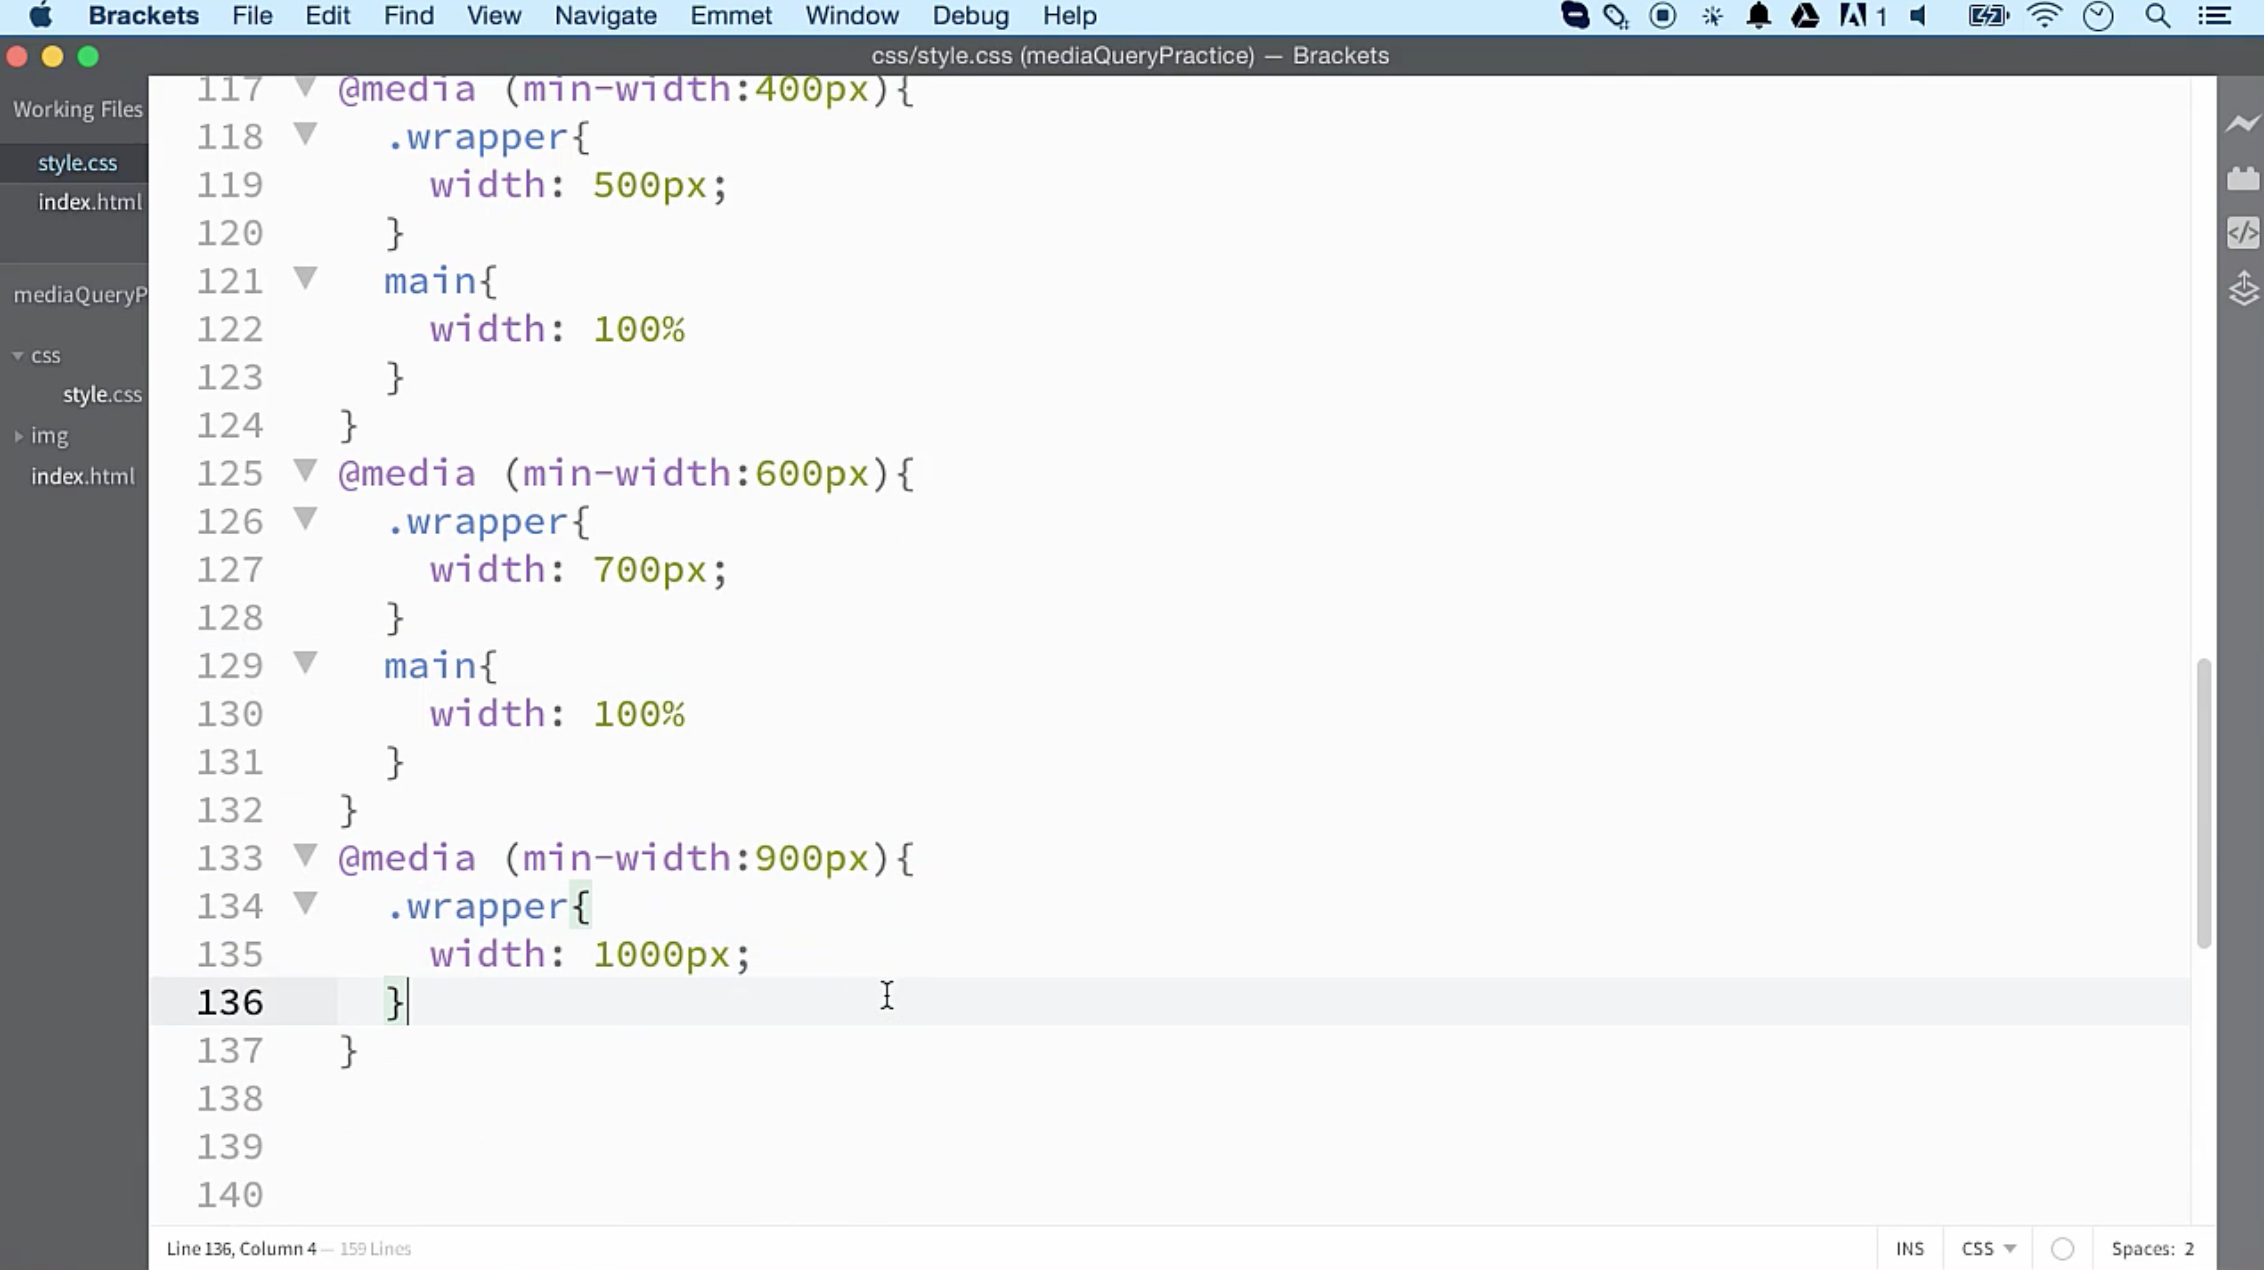 Brackets File Edit Find View Navigate Emmet Window Debug Help 1
css/style.css (mediaQueryPractice) — Brackets
Working Files
style.css
index.html
mediaQueryP
css
style.css
img
index.html
117 @media (min-width:400px){
118 .wrapper{
119 width: 500px;
120 }
121 main{
122 width: 100%
123 }
124 }
125 @media (min-width:600px){
126 .wrapper{
127 width: 700px;
128 }
129 main{
130 width: 100%
131 }
132 }
133 @media (min-width:900px){
134 .wrapper{
135 width: 1000px;
136 }
137 }
138
139
140
Line 136, Column 4 — 159 Lines INS CSS Spaces: 2